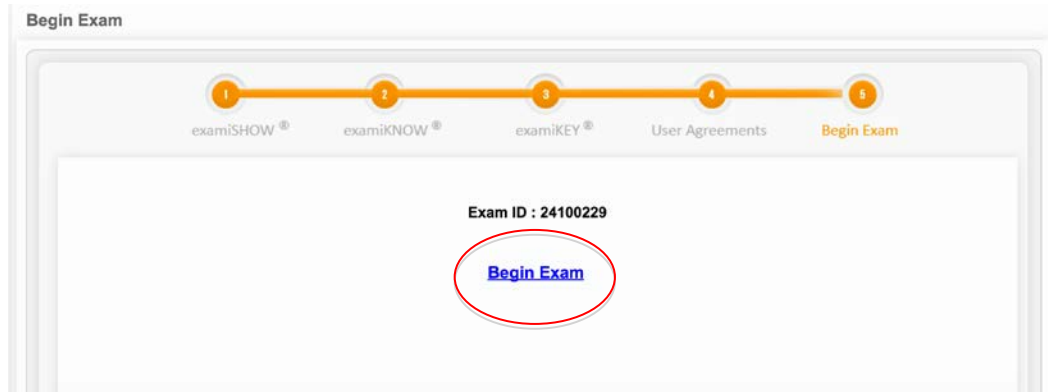 Begin Exam
1 2 3 4 5
examiSHOW ® examiKNOW ® examiKEY ® User Agreements Begin Exam
Exam ID : 24100229
Begin Exam